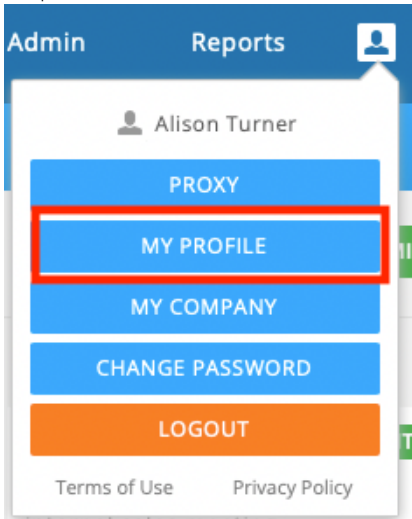 Admin Reports
Alison Turner
PROXY
MY PROFILE
MY COMPANY
CHANGE PASSWORD
LOGOUT
Terms of Use Privacy Policy